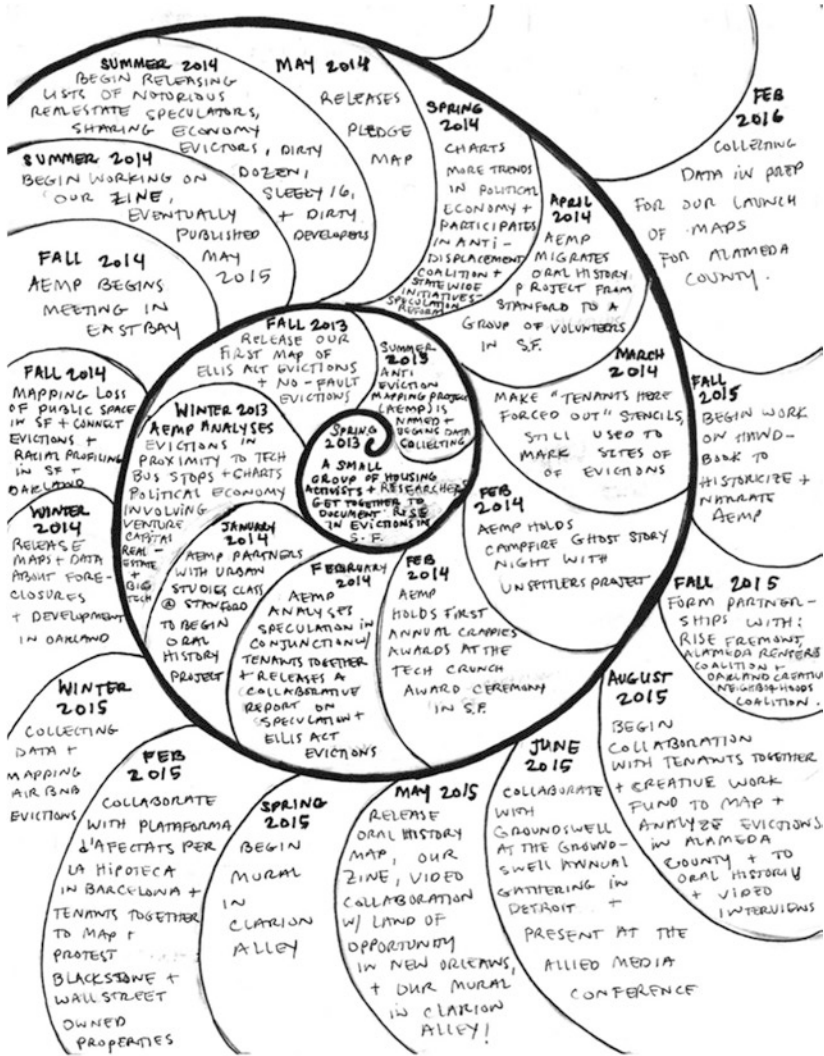 SPRING
2013
A SMALL
GROUP OF HOUSING
ACTIVISTS + RESEARCHERS
GET TOGETHER TO
DOCUMENT RISE
IN EVICTIONS IN
S.F.
SUMMER
2013
ANTI
EVICTION
MAPPING PROJECT
(AEMP) IS
NAMED +
BEGINS DATA
COLLECTING
FALL 2013
RELEASE OUR
FIRST MAP OF
ELLIS ACT EVICTIONS
+ NO-FAULT
EVICTIONS
WINTER 2013
AEMP ANALYSES
EVICTIONS IN
PROXIMITY TO TECH
BUS STOPS + CHARTS
POLITICAL ECONOMY
INVOLVING
VENTURE
CAPITAL
REAL-
ESTATE
+
BIG
TECH
JANUARY
2014
AEMP PARTNERS
WITH URBAN
STUDIES CLASS
@ STANFORD
TO BEGIN
ORAL
HISTORY
PROJECT
FEBRUARY
2014
AEMP
ANALYSES
SPECULATION IN
CONJUNCTION W/
TENANTS TOGETHER
+ RELEASES A
COLLABORATIVE
REPORT ON
SPECULATION +
ELLIS ACT
EVICTIONS
FEB
2014
AEMP
HOLDS FIRST
ANNUAL CRAPPIES
AWARDS AT THE
TECH CRUNCH
AWARD CEREMONY
IN S.F.
FEB
2014
AEMP HOLDS
CAMPFIRE GHOST STORY
NIGHT WITH
UNSETTLERS PROJECT
MARCH
2014
MAKE "TENANTS HERE
FORCED OUT" STENCILS,
STILL USED TO
MARK SITES OF
OF EVICTIONS
APRIL
2014
AEMP
MIGRATES
ORAL HISTORY
PROJECT FROM
STANFORD TO A
GROUP OF VOLUNTEERS
IN S.F.
SPRING
2014
CHARTS
MORE TRENDS
IN POLITICAL
ECONOMY +
PARTICIPATES
IN ANTI-
DISPLACEMENT
COALITION +
STATEWIDE
INITIATIVES-
SPECULATION
REFORM
MAY 2014
RELEASES
PLEDGE
MAP
SUMMER 2014
BEGIN RELEASING
LISTS OF NOTORIOUS
REAL ESTATE SPECULATORS,
SHARING ECONOMY
EVICTORS, DIRTY
DOZEN,
SLEEZY 16,
+ DIRTY
DEVELOPERS
SUMMER 2014
BEGIN WORKING ON
OUR ZINE,
EVENTUALLY
PUBLISHED
MAY
2015
FALL 2014
AEMP BEGINS
MEETING IN
EAST BAY
FALL 2014
MAPPING LOSS
OF PUBLIC SPACE
IN SF + CONNECT
EVICTIONS +
RACIAL PROFILING
IN SF +
OAKLAND
WINTER
2014
RELEASE
MAPS + DATA
ABOUT FORE-
CLOSURES
+ DEVELOPMENT
IN OAKLAND
WINTER
2015
COLLECTING
DATA +
MAPPING
AIR BNB
EVICTIONS
FEB
2015
COLLABORATE
WITH PLATAFORMA
d'AFECTATS PER
LA HIPOTECA
IN BARCELONA +
TENANTS TOGETHER
TO MAP +
PROTEST
BLACKSTONE +
WALL STREET
OWNED
PROPERTIES
SPRING
2015
BEGIN
MURAL
IN
CLARION
ALLEY
MAY 2015
RELEASE
ORAL HISTORY
MAP, OUR
ZINE, VIDEO
COLLABORATION
W/ LAND OF
OPPORTUNITY
IN NEW ORLEANS,
+ OUR MURAL
IN CLARION
ALLEY!
JUNE
2015
COLLABORATE
WITH
GROUNDSWELL
AT THE GROUND-
SWELL ANNUAL
GATHERING IN
DETROIT +
PRESENT AT THE
ALLIED MEDIA
CONFERENCE
AUGUST
2015
BEGIN
COLLABORATION
WITH TENANTS TOGETHER
+ CREATIVE WORK
FUND TO MAP +
ANALYZE EVICTIONS
IN ALAMEDA
COUNTY + TO
ORAL HISTORY
+ VIDEO
INTERVIEWS
FALL 2015
FORM PARTNER-
SHIPS WITH:
RISE FREMONT,
ALAMEDA RENTERS
COALITION +
OAKLAND CREATIVE
NEIGHBORHOODS
COALITION.
FALL
2015
BEGIN WORK
ON HAND-
BOOK TO
HISTORICIZE +
NARRATE
AEMP
FEB
2016
COLLECTING
DATA IN PREP
FOR OUR LAUNCH
OF MAPS
FOR ALAMEDA
COUNTY.